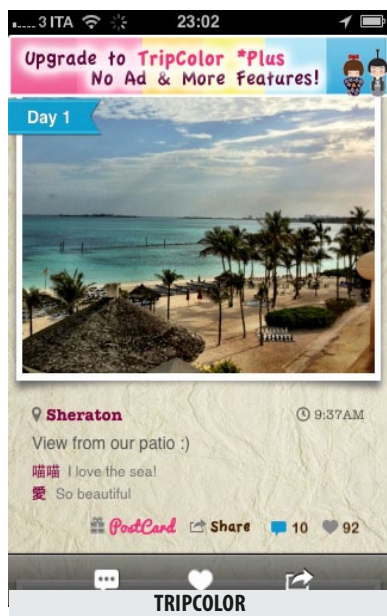 3 ITA 23:02
Upgrade to TripColor *Plus
No Ad & More Features!
Day 1
Sheraton 9:37AM
View from our patio :)
喵喵 I love the sea!
愛 So beautiful
PostCard Share 10 92
TRIPCOLOR